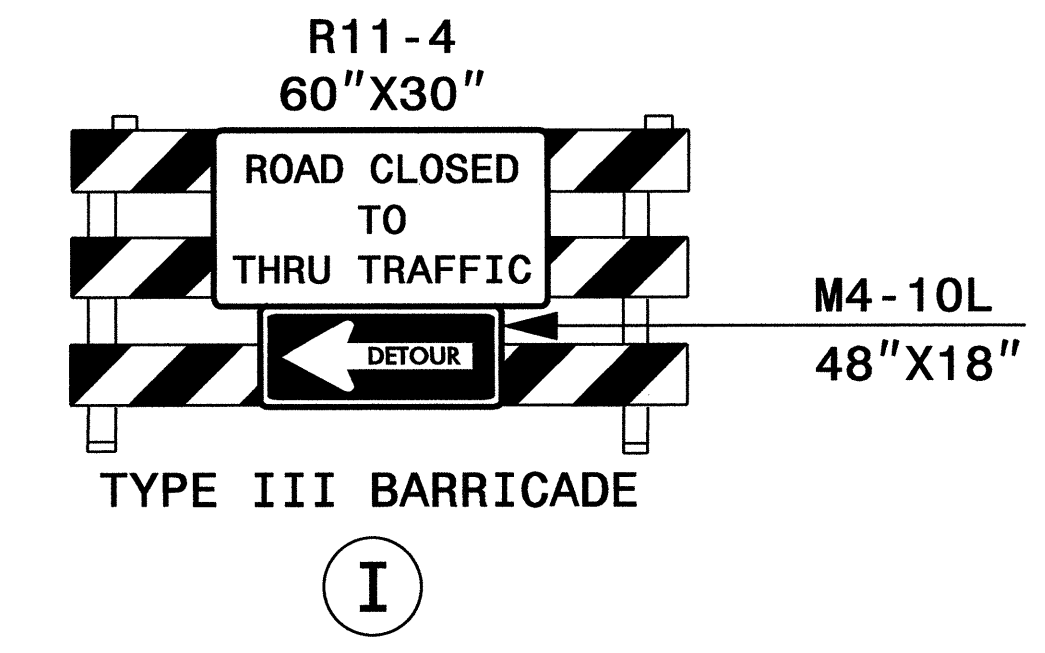 R11-4
60"X30"
ROAD CLOSED
TO
THRU TRAFFIC
DETOUR
M4-10L
48"X18"
TYPE III BARRICADE
I